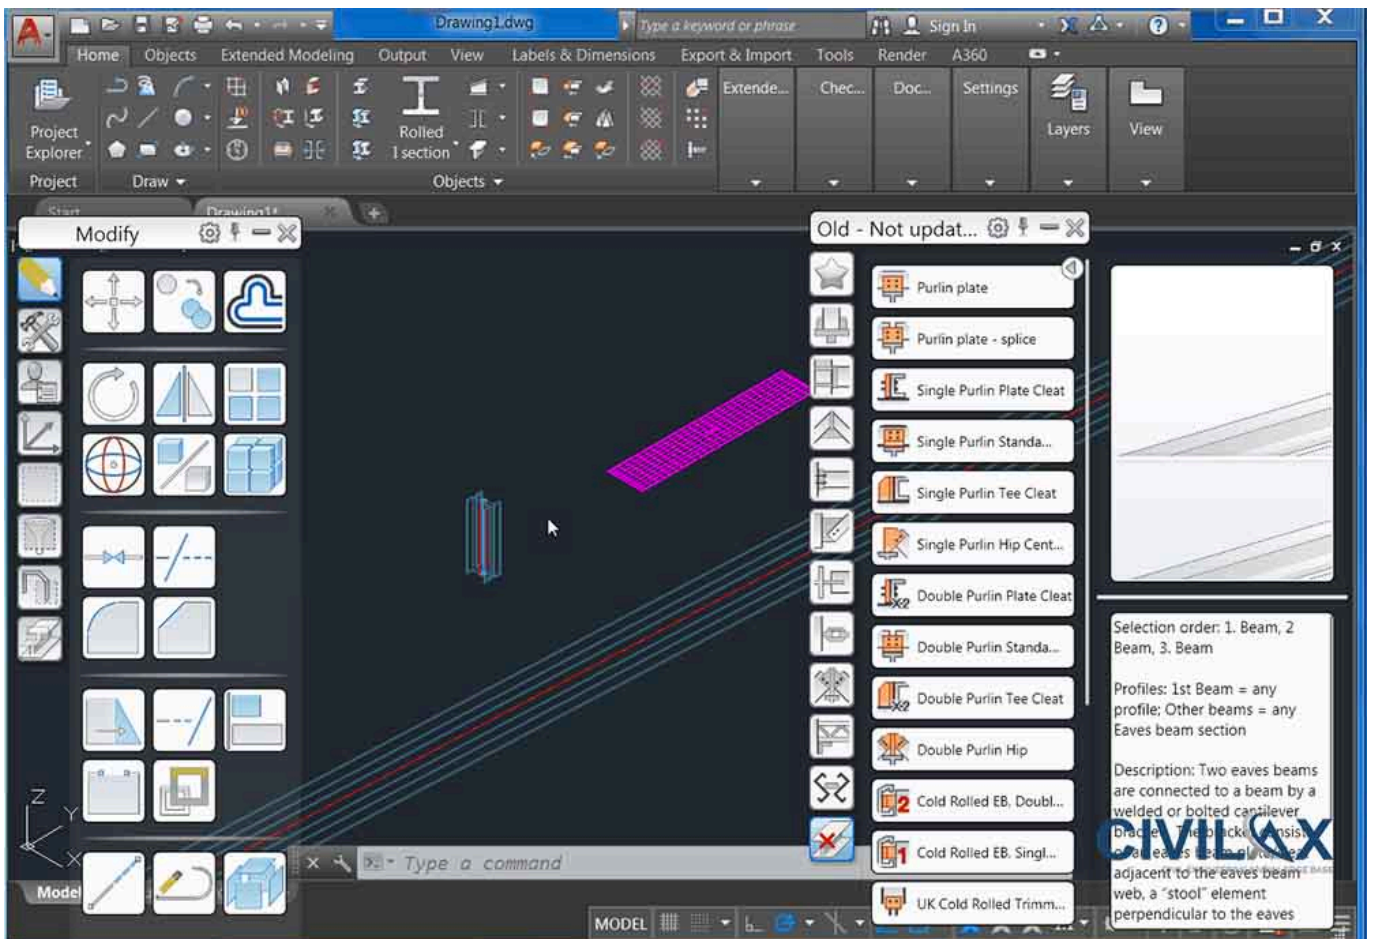 Drawing1.dwg
Type a keyword or phrase
Sign In
Home Objects Extended Modeling Output View Labels & Dimensions Export & Import Tools Render A360
Project Explorer
Rolled I section
Extende...
Chec...
Doc...
Settings
Layers
View
Project
Draw
Objects
Start
Drawing1*
Modify
Old - Not updat...
Purlin plate
Purlin plate - splice
Single Purlin Plate Cleat
Single Purlin Standa...
Single Purlin Tee Cleat
Single Purlin Hip Cent...
Double Purlin Plate Cleat
Double Purlin Standa...
Double Purlin Tee Cleat
Double Purlin Hip
Cold Rolled EB, Doubl...
Cold Rolled EB, Singl...
UK Cold Rolled Trimm...
Selection order: 1. Beam, 2
Beam, 3. Beam
Profiles: 1st Beam = any
profile; Other beams = any
Eaves beam section
Description: Two eaves beams
are connected to a beam by a
welded or bolted cantilever
adjacent to the eaves beam
web, a "stool" element
perpendicular to the eaves
CIVILAX
Z
Y
X
Type a command
Model
MODEL